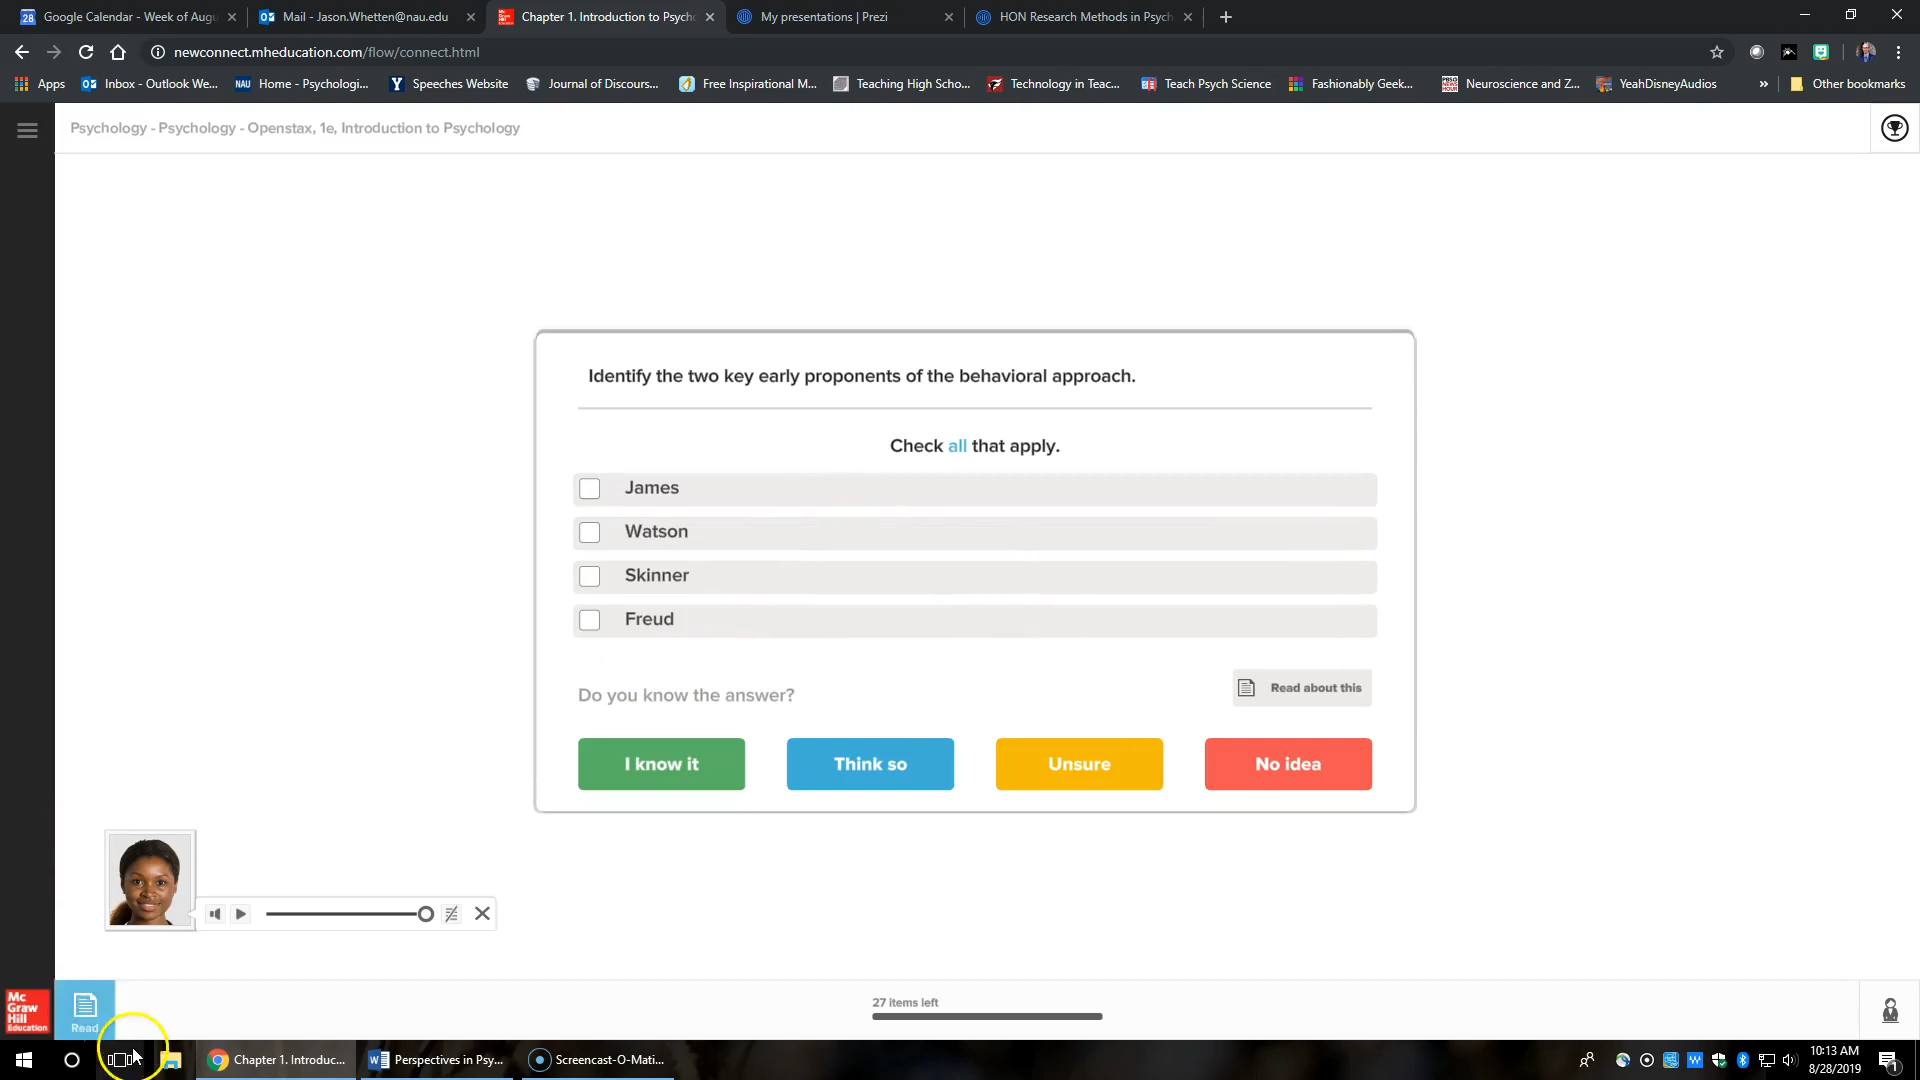 28 Google Calendar - Week of Augu
Mail - Jason.Whetten@nau.edu
Chapter 1. Introduction to Psycho
My presentations | Prezi
HON Research Methods in Psych
newconnect.mheducation.com/flow/connect.html
Apps
Inbox - Outlook We...
NAU Home - Psychologi...
Y Speeches Website
Journal of Discours...
Free Inspirational M...
Teaching High Scho...
Technology in Teac...
Teach Psych Science
Fashionably Geek...
Neuroscience and Z...
YeahDisneyAudios
»
Other bookmarks
Psychology - Psychology - Openstax, 1e, Introduction to Psychology
Identify the two key early proponents of the behavioral approach.
Check all that apply.
James
Watson
Skinner
Freud
Do you know the answer?
Read about this
I know it
Think so
Unsure
No idea
Mc
Graw
Hill
Education
Read
27 items left
Chapter 1. Introduc...
Perspectives in Psy...
Screencast-O-Mati...
10:13 AM
8/28/2019
1